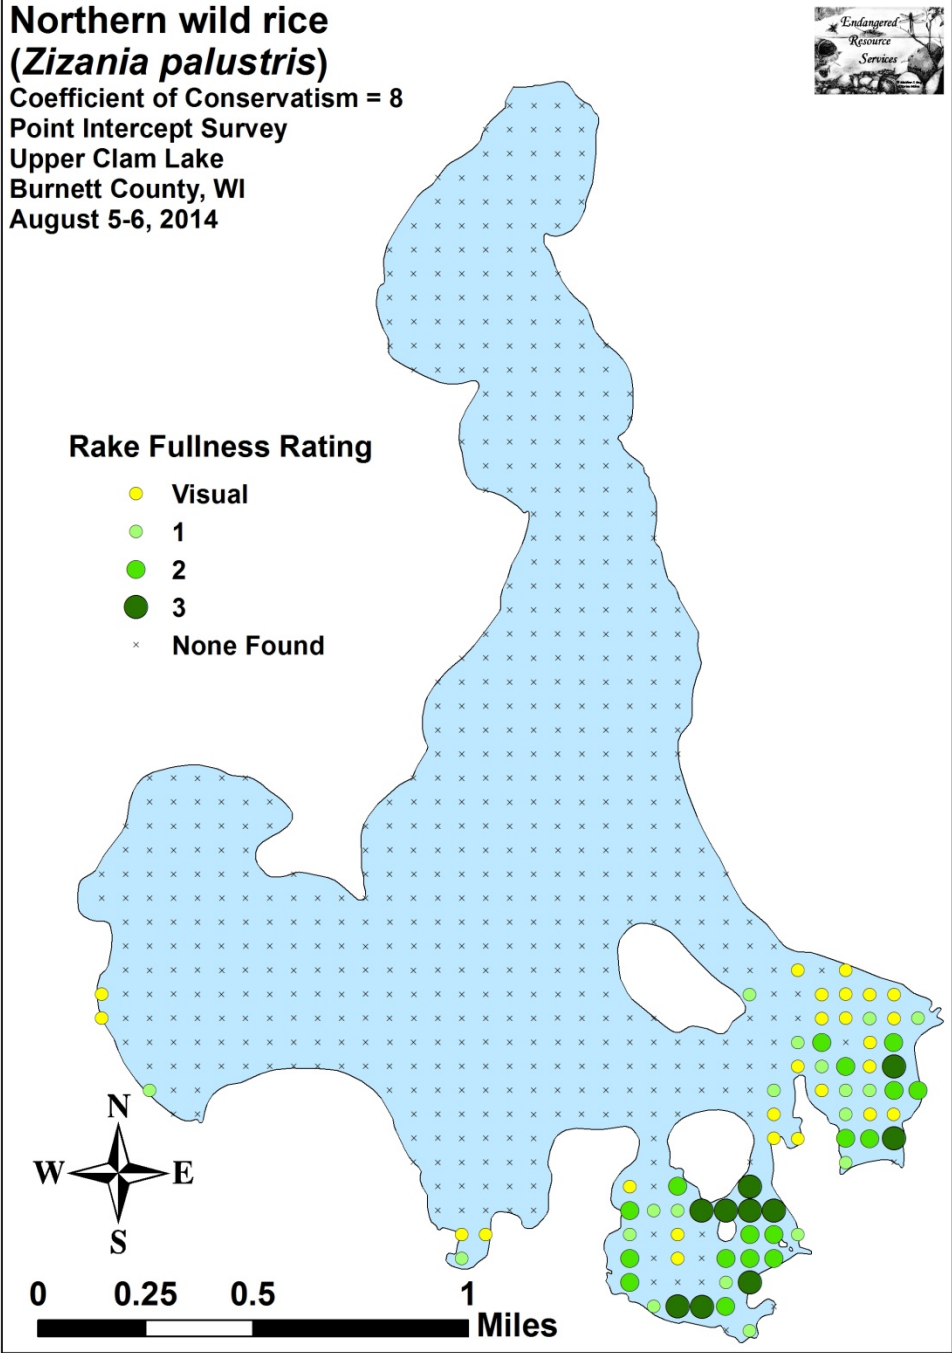 Northern wild rice
(Zizania palustris)
Coefficient of Conservatism = 8
Point Intercept Survey
Upper Clam Lake
Burnett County, WI
August 5-6, 2014
Endangered
Resource
Services
Rake Fullness Rating
Visual
1
2
3
None Found
N
W E
S
0 0.25 0.5 1
Miles